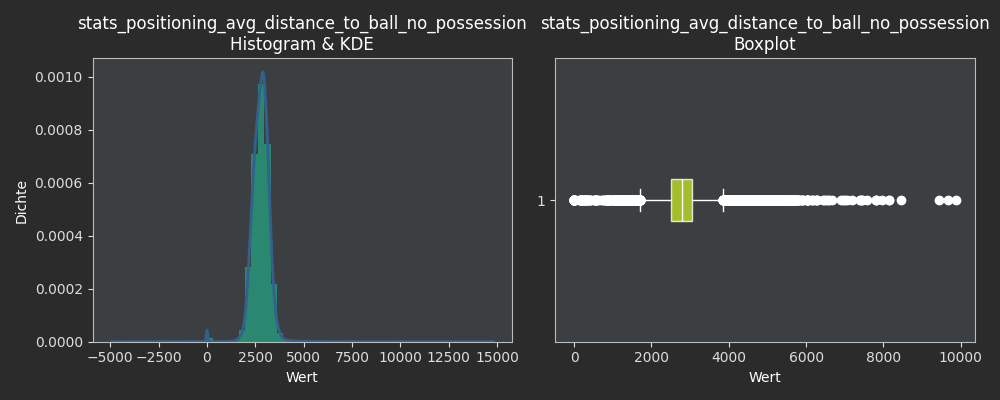 stats_positioning_avg_distance_to_ball_no_possession
Histogram & KDE
0.0010
0.0008
0.0006
0.0004
0.0002
0.0000
Dichte
−5000 −2500 0 2500 5000 7500 10000 12500 15000
Wert
stats_positioning_avg_distance_to_ball_no_possession
Boxplot
1
0 2000 4000 6000 8000 10000
Wert